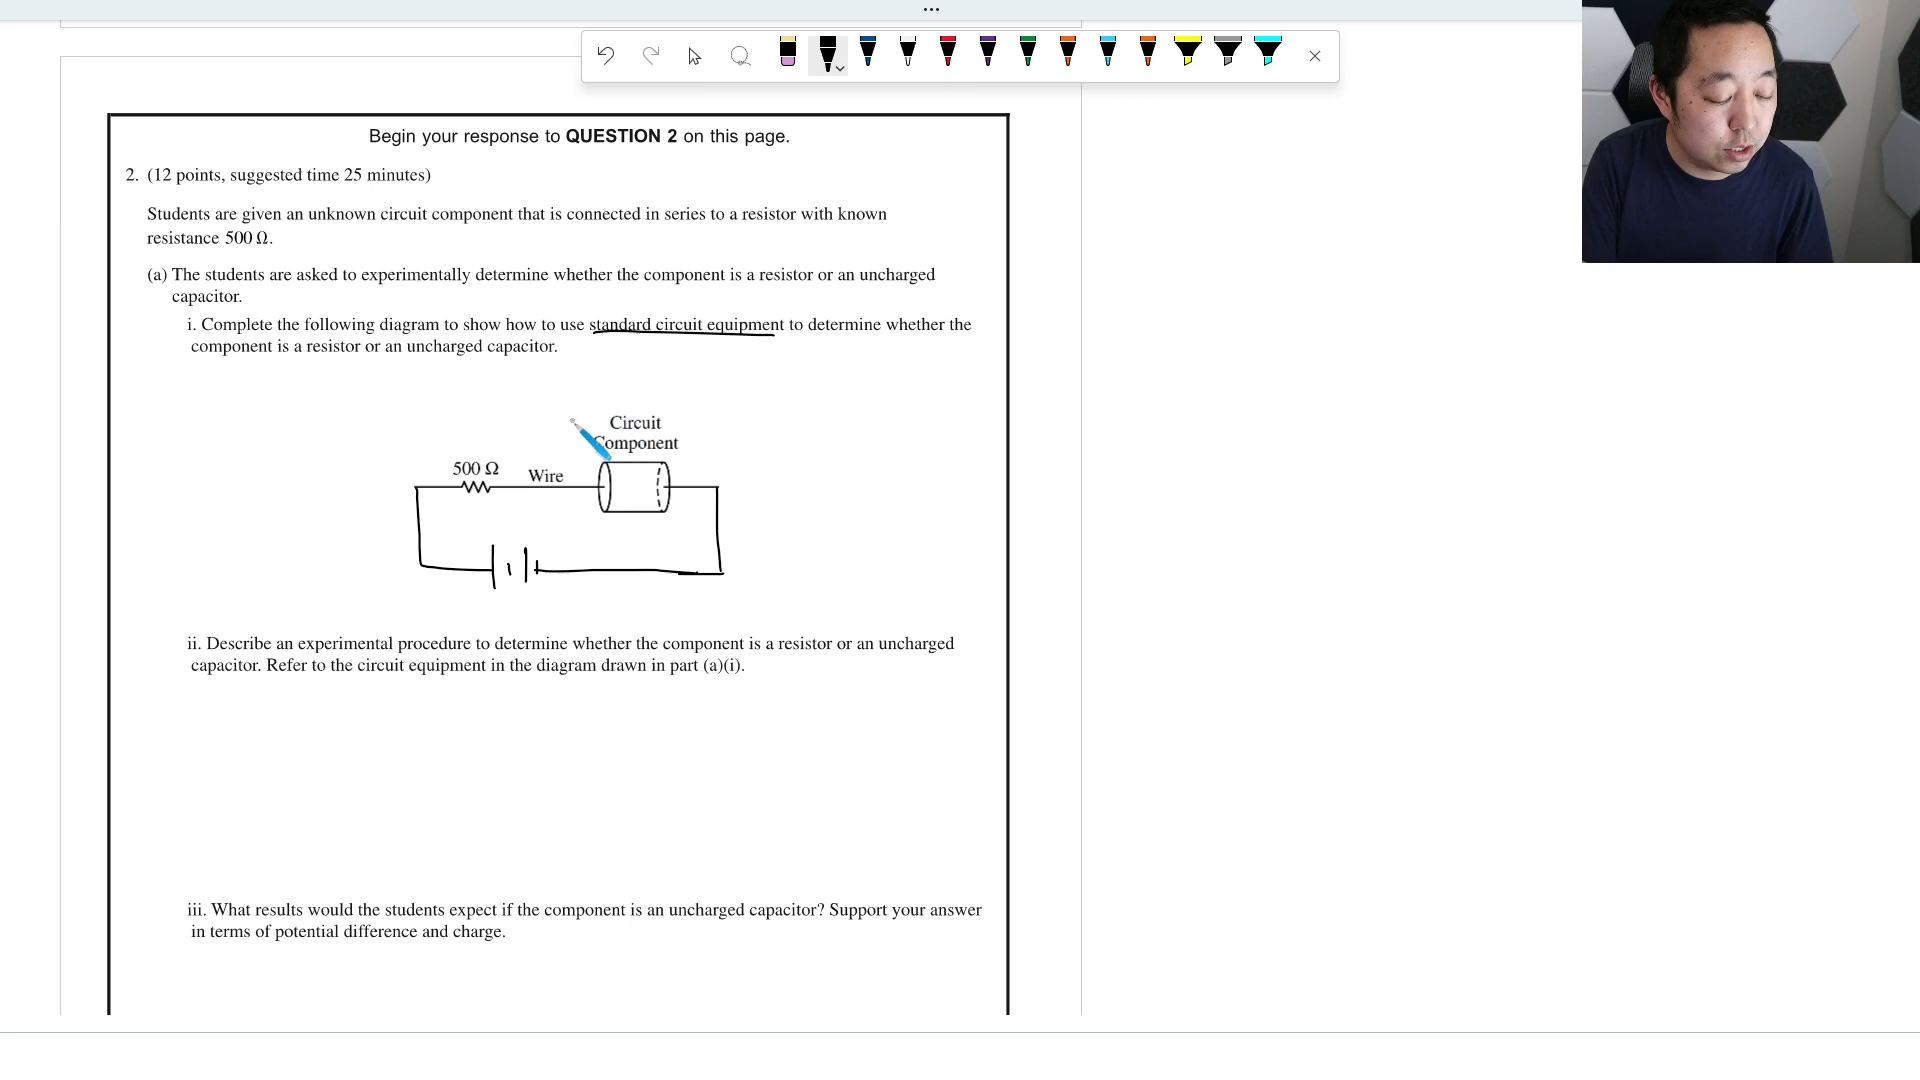 Begin your response to QUESTION 2 on this page.
2. (12 points, suggested time 25 minutes)
Students are given an unknown circuit component that is connected in series to a resistor with known
resistance 500 Ω.
(a) The students are asked to experimentally determine whether the component is a resistor or an uncharged
capacitor.
i. Complete the following diagram to show how to use standard circuit equipment to determine whether the
component is a resistor or an uncharged capacitor.
Circuit
Component
500 Ω
Wire
ii. Describe an experimental procedure to determine whether the component is a resistor or an uncharged
capacitor. Refer to the circuit equipment in the diagram drawn in part (a)(i).
iii. What results would the students expect if the component is an uncharged capacitor? Support your answer
in terms of potential difference and charge.